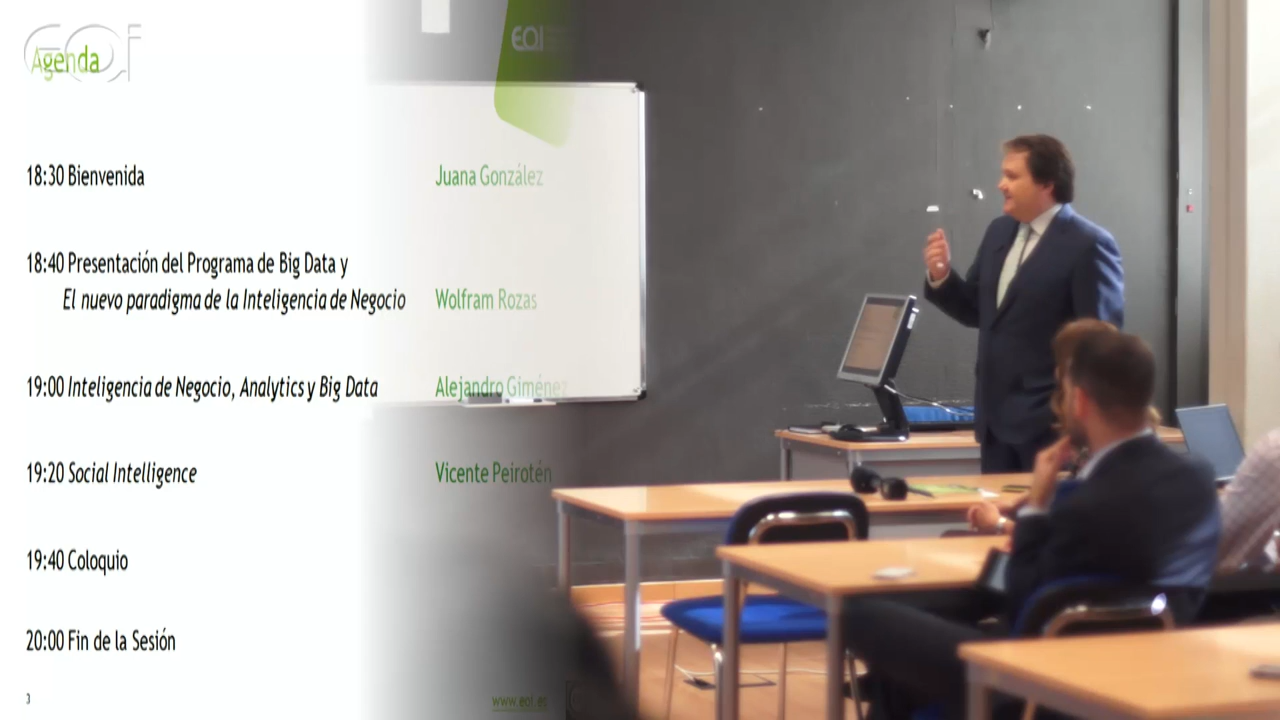 eoi
EOI
Agenda
18:30 Bienvenida Juana González
18:40 Presentación del Programa de Big Data y
El nuevo paradigma de la Inteligencia de Negocio Wolfram Rozas
19:00 Inteligencia de Negocio, Analytics y Big Data Alejandro Giménez
19:20 Social Intelligence Vicente Peirotén
19:40 Coloquio
20:00 Fin de la Sesión
3 www.eoi.es